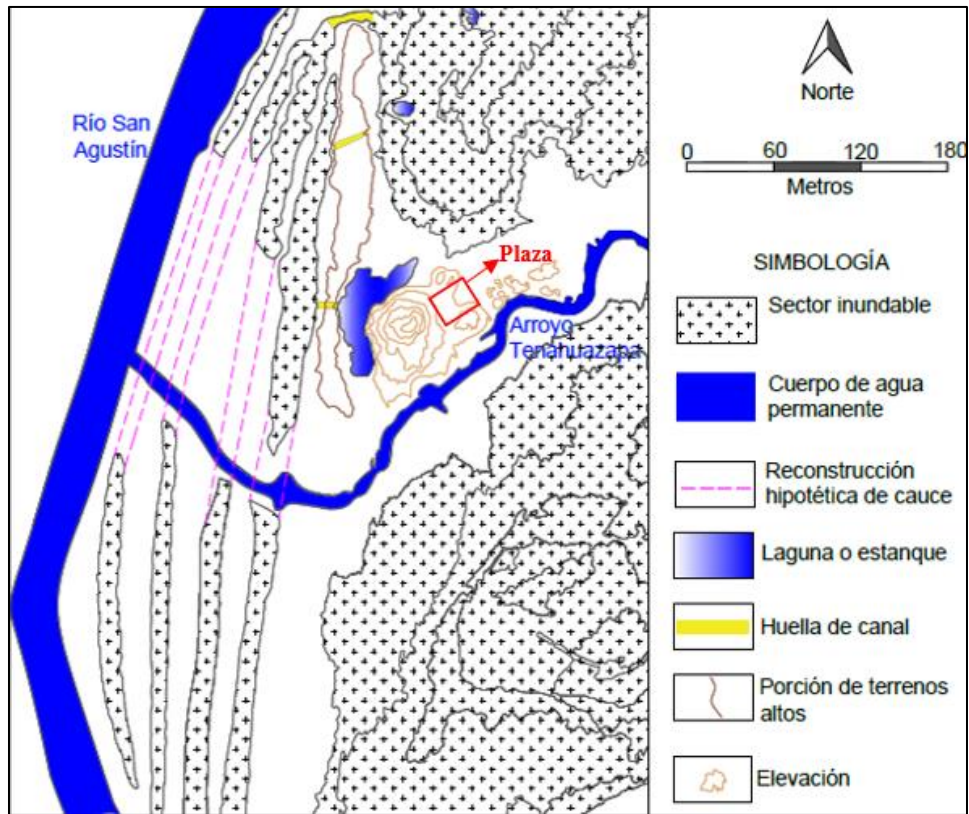 Río San
Agustín
Plaza
Arroyo
Tenahuazapa
Norte
0 60 120 180
Metros
SIMBOLOGÍA
Sector inundable
Cuerpo de agua
permanente
Reconstrucción
hipotética de cauce
Laguna o estanque
Huella de canal
Porción de terrenos
altos
Elevación